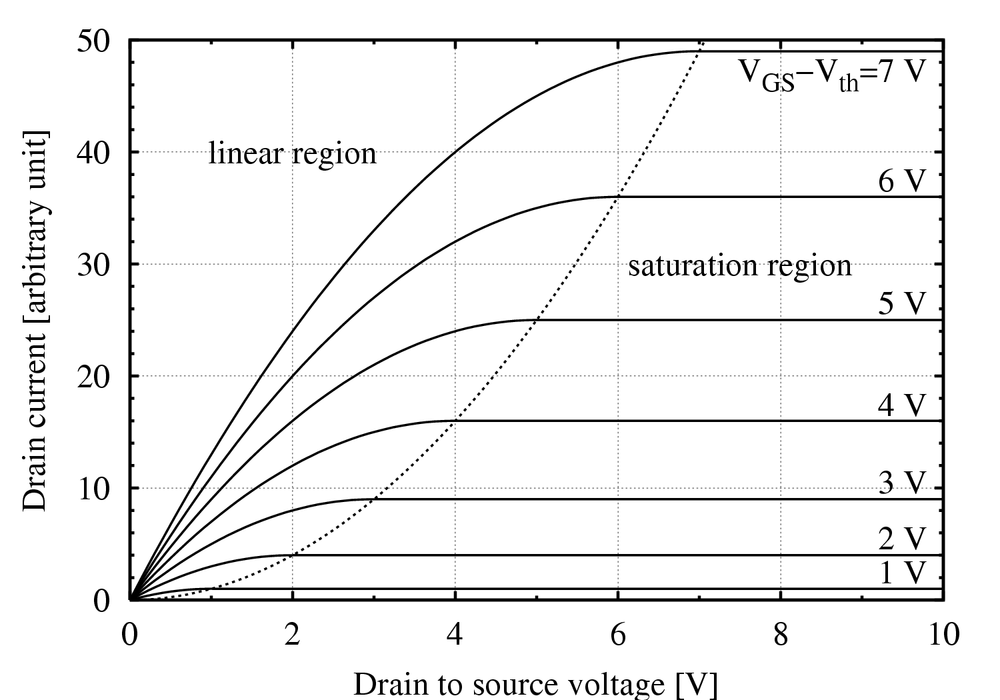 50
V_GS−V_th=7 V
linear region
40
6 V
30
saturation region
5 V
20
4 V
10
3 V
2 V
1 V
0
0 2 4 6 8 10
Drain to source voltage [V]
Drain current [arbitrary unit]